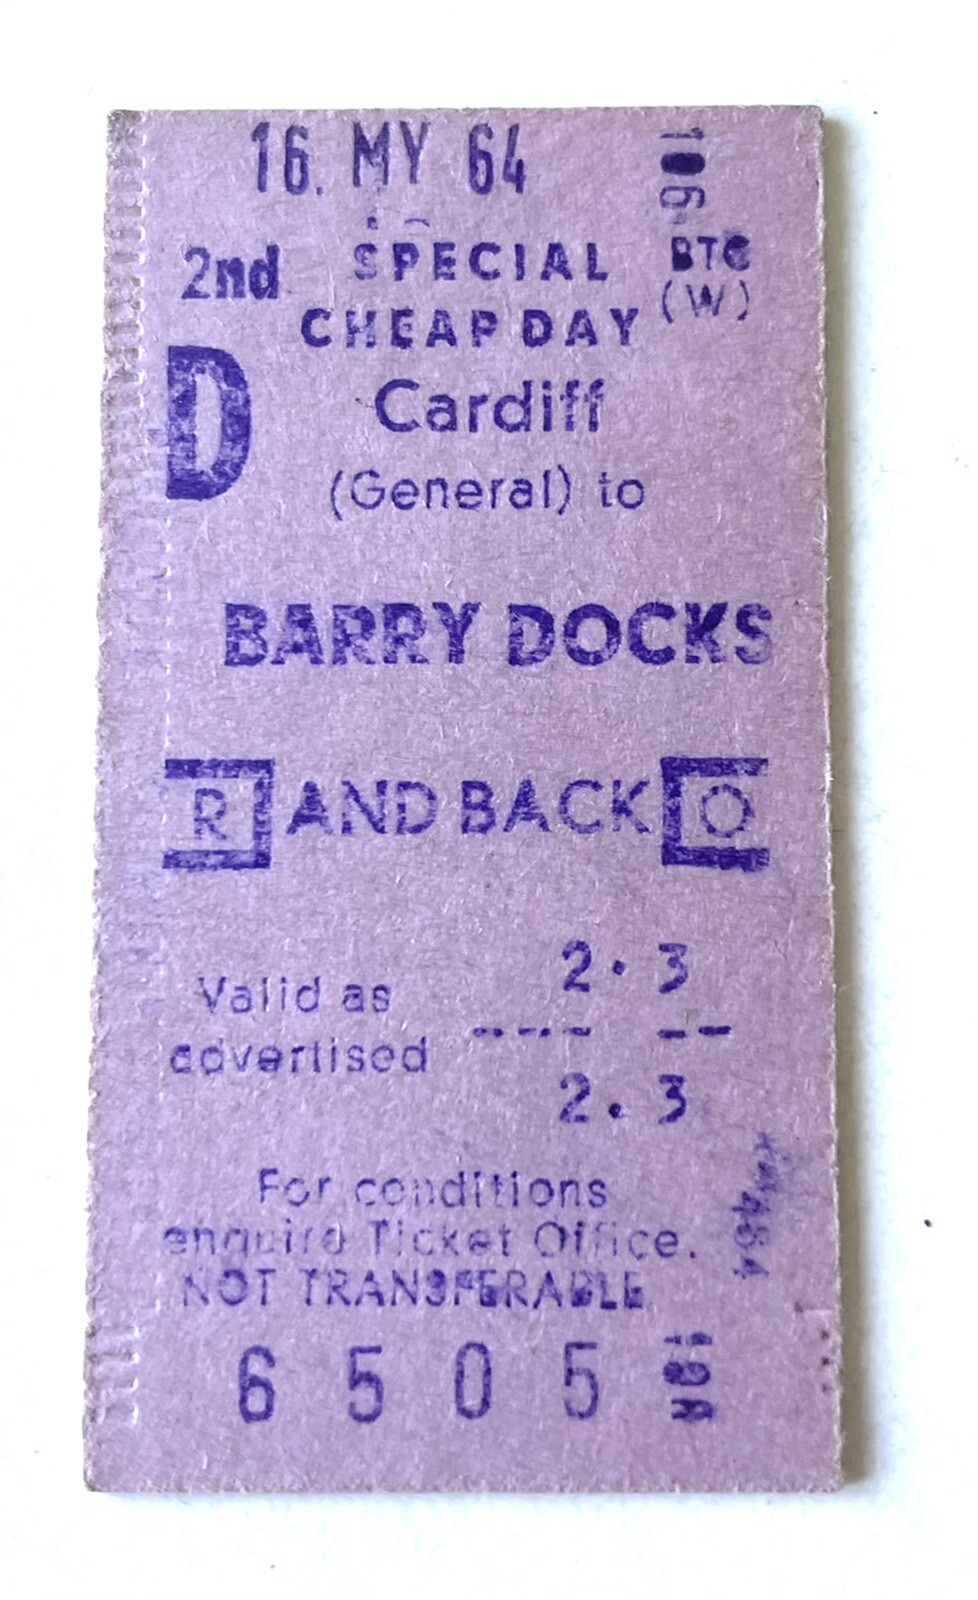 16. MY 64
106
2nd SPECIAL BTC
CHEAP DAY (W)
D Cardiff
(General) to
BARRY DOCKS
R AND BACK O
2.3
Valid as
advertised
2.3
For conditions
enquire Ticket Office.
NOT TRANSFERABLE
6505